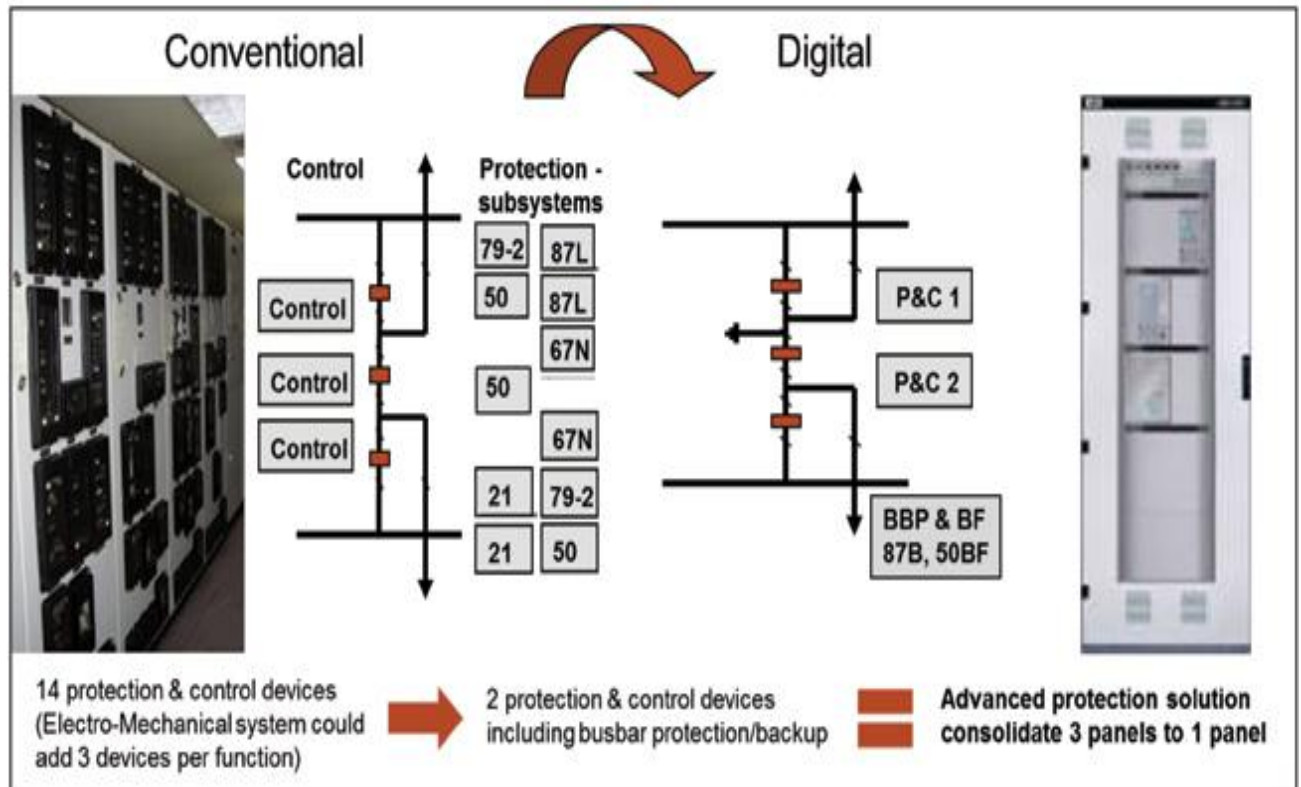 Conventional
Digital
Control
Protection -
subsystems
79-2
87L
50
87L
67N
50
67N
21
79-2
21
50
Control
Control
Control
P&C 1
P&C 2
BBP & BF
87B, 50BF
14 protection & control devices
(Electro-Mechanical system could
add 3 devices per function)
2 protection & control devices
including busbar protection/backup
Advanced protection solution
consolidate 3 panels to 1 panel